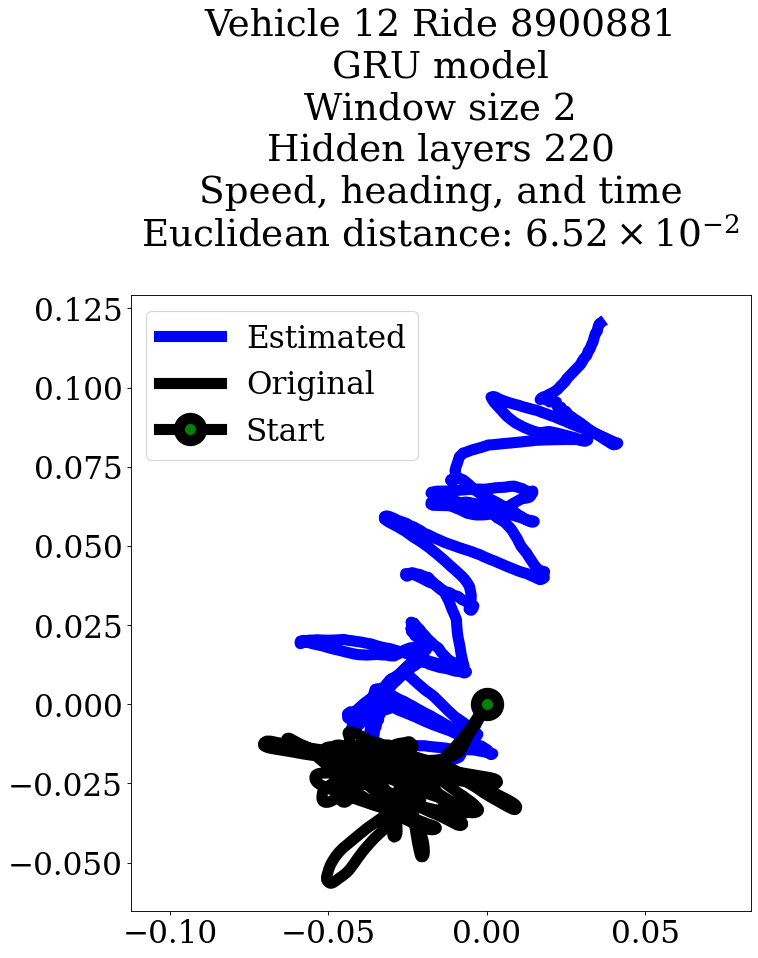 Vehicle 12 Ride 8900881
GRU model
Window size 2
Hidden layers 220
Speed, heading, and time
Euclidean distance: 6.52 × 10⁻²
Estimated
Original
Start
0.125
0.100
0.075
0.050
0.025
0.000
−0.025
−0.050
−0.10 −0.05 0.00 0.05